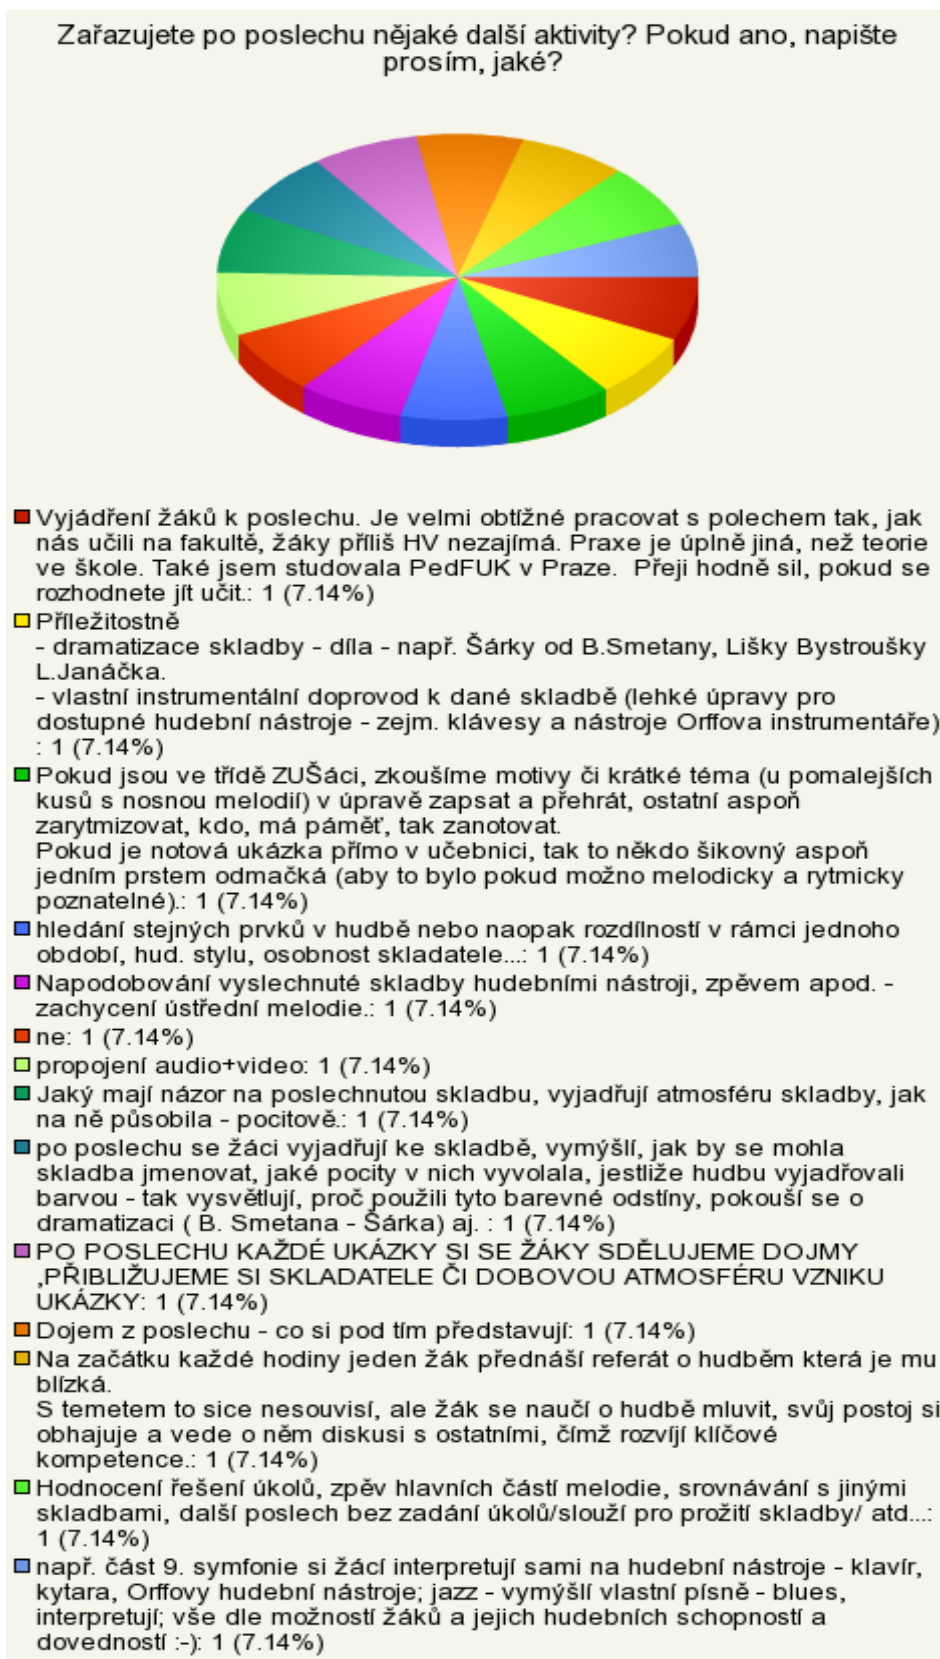 Zařazujete po poslechu nějaké další aktivity? Pokud ano, napište
prosím, jaké?
Vyjádření žáků k poslechu. Je velmi obtížné pracovat s polechem tak, jak
nás učili na fakultě, žáky příliš HV nezajímá. Praxe je úplně jiná, než teorie
ve škole. Také jsem studovala PedFUK v Praze.  Přeji hodně sil, pokud se
rozhodnete jít učit.: 1 (7.14%)
Příležitostně
- dramatizace skladby - díla - např. Šárky od B.Smetany, Lišky Bystroušky
L.Janáčka.
- vlastní instrumentální doprovod k dané skladbě (lehké úpravy pro
dostupné hudební nástroje - zejm. klávesy a nástroje Orffova instrumentáře)
: 1 (7.14%)
Pokud jsou ve třídě ZUŠáci, zkoušíme motivy či krátké téma (u pomalejších
kusů s nosnou melodií) v úpravě zapsat a přehrát, ostatní aspoň
zarytmizovat, kdo, má páměť, tak zanotovat.
Pokud je notová ukázka přímo v učebnici, tak to někdo šikovný aspoň
jedním prstem odmačká (aby to bylo pokud možno melodicky a rytmicky
poznatelné).: 1 (7.14%)
hledání stejných prvků v hudbě nebo naopak rozdílností v rámci jednoho
období, hud. stylu, osobnost skladatele...: 1 (7.14%)
Napodobování vyslechnuté skladby hudebními nástroji, zpěvem apod. -
zachycení ústřední melodie.: 1 (7.14%)
ne: 1 (7.14%)
propojení audio+video: 1 (7.14%)
Jaký mají názor na poslechnutou skladbu, vyjadřují atmosféru skladby, jak
na ně působila - pocitově.: 1 (7.14%)
po poslechu se žáci vyjadřují ke skladbě, vymýšlí, jak by se mohla
skladba jmenovat, jaké pocity v nich vyvolala, jestliže hudbu vyjadřovali
barvou - tak vysvětlují, proč použili tyto barevné odstíny, pokouší se o
dramatizaci ( B. Smetana - Šárka) aj. : 1 (7.14%)
PO POSLECHU KAŽDÉ UKÁZKY SI SE ŽÁKY SDĚLUJEME DOJMY
,PŘIBLIŽUJEME SI SKLADATELE ČI DOBOVOU ATMOSFÉRU VZNIKU
UKÁZKY: 1 (7.14%)
Dojem z poslechu - co si pod tím představují: 1 (7.14%)
Na začátku každé hodiny jeden žák přednáší referát o hudběm která je mu
blízká.
S temetem to sice nesouvisí, ale žák se naučí o hudbě mluvit, svůj postoj si
obhajuje a vede o něm diskusi s ostatními, čímž rozvíjí klíčové
kompetence.: 1 (7.14%)
Hodnocení řešení úkolů, zpěv hlavních částí melodie, srovnávání s jinými
skladbami, další poslech bez zadání úkolů/slouží pro prožití skladby/ atd...:
1 (7.14%)
např. část 9. symfonie si žácí interpretují sami na hudební nástroje - klavír,
kytara, Orffovy hudební nástroje; jazz - vymýšlí vlastní písně - blues,
interpretují; vše dle možností žáků a jejich hudebních schopností a
dovedností :-): 1 (7.14%)